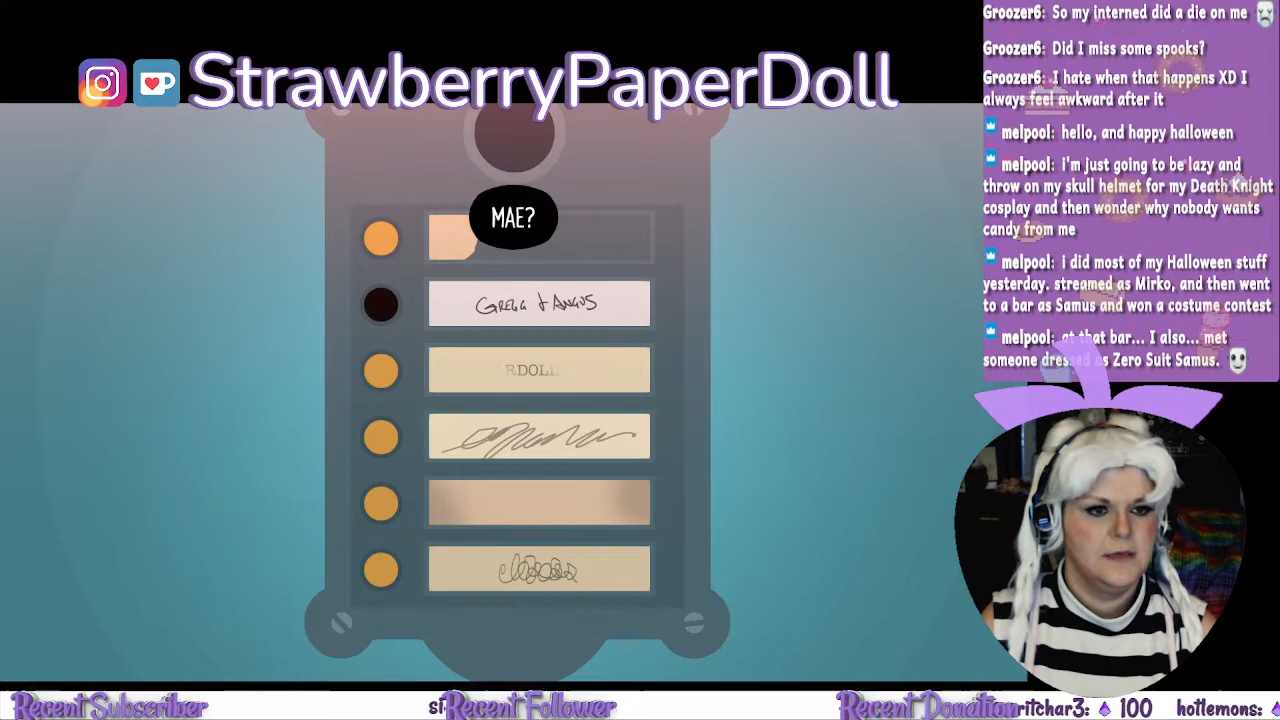 StrawberryPaperDoll
MAE?
GREGG + ANGUS
RDOLI
Groozer6: So my interned did a die on me
Groozer6: Did I miss some spooks?
Groozer6: I hate when that happens XD I
always feel awkward after it
melpool: hello, and happy halloween
melpool: i'm just going to be lazy and
throw on my skull helmet for my Death Knight
cosplay and then wonder why nobody wants
candy from me
melpool: i did most of my Halloween stuff
yesterday. streamed as Mirko, and then went
to a bar as Samus and won a costume contest
melpool: at that bar... I also... met
someone dressed as Zero Suit Samus.
Recent Subscriber
Recent Follower
Recent Donation
ritchar3: 100
hotlemons: